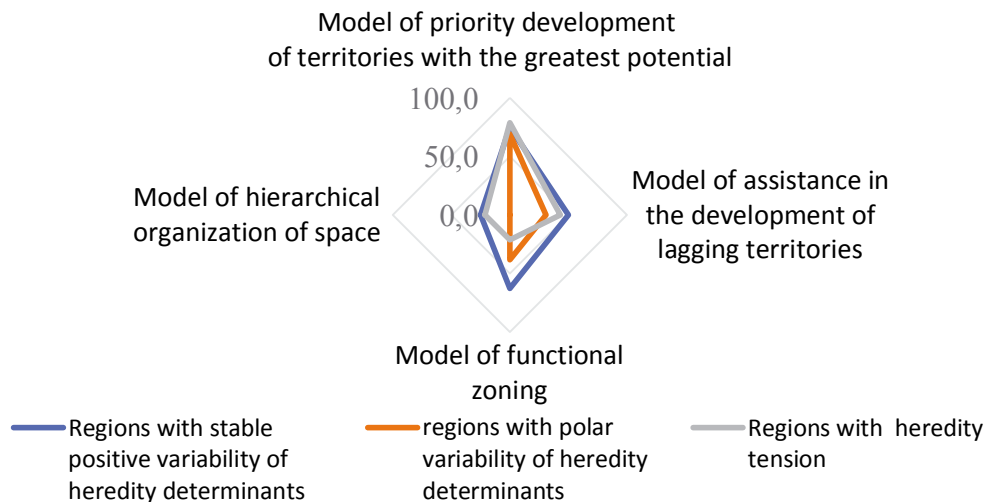 Model of priority development
of territories with the greatest potential
100,0
50,0
0,0
Model of hierarchical
organization of space
Model of assistance in
the development of
lagging territories
Model of functional
zoning
Regions with stable
positive variability of
heredity determinants
regions with polar
variability of heredity
determinants
Regions with heredity
tension